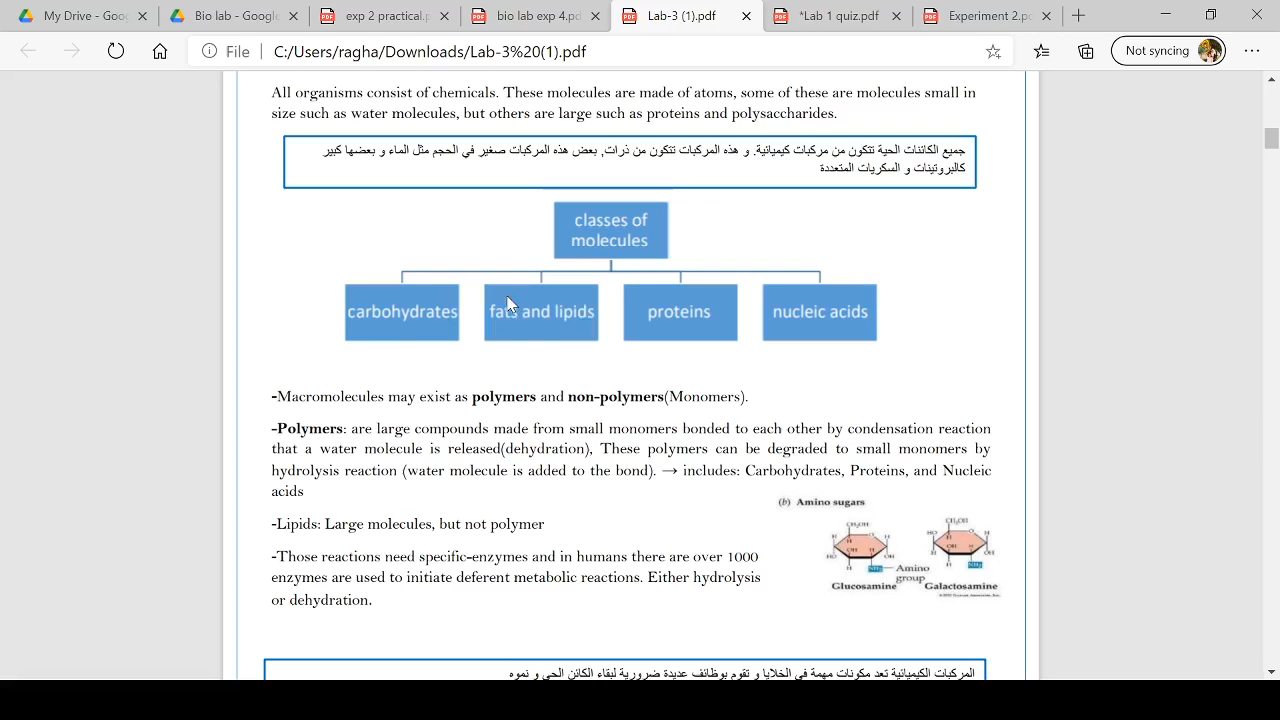 My Drive - Goo
Bio lab - Google
exp 2 practical.p
bio lab exp 4.pd
Lab-3 (1).pdf
*Lab 1 quiz.pdf
Experiment 2.pd
File
C:/Users/ragha/Downloads/Lab-3%20(1).pdf
Not syncing
All organisms consist of chemicals. These molecules are made of atoms, some of these are molecules small in
size such as water molecules, but others are large such as proteins and polysaccharides.
جميع الكائنات الحية تتكون من مركبات كيميائية. و هذه المركبات تتكون من ذرات, بعض هذه المركبات صغير في الحجم مثل الماء و بعضها كبير
كالبروتينات و السكريات المتعددة
classes of
molecules
carbohydrates
fats and lipids
proteins
nucleic acids
-Macromolecules may exist as polymers and non-polymers(Monomers).
-Polymers: are large compounds made from small monomers bonded to each other by condensation reaction
that a water molecule is released(dehydration), These polymers can be degraded to small monomers by
hydrolysis reaction (water molecule is added to the bond). → includes: Carbohydrates, Proteins, and Nucleic
acids
(b) Amino sugars
-Lipids: Large molecules, but not polymer
-Those reactions need specific-enzymes and in humans there are over 1000
enzymes are used to initiate deferent metabolic reactions. Either hydrolysis
or dehydration.
CH₂OH
H
OH
HO
NH₂
Amino
group
Glucosamine
CH₂OH
HO
H
OH
NH₂
Galactosamine
المركبات الكيميائية تعد مكونات مهمة في الخلايا و تقوم بوظائف عديدة ضرورية لبقاء الكائن الحي و نموه